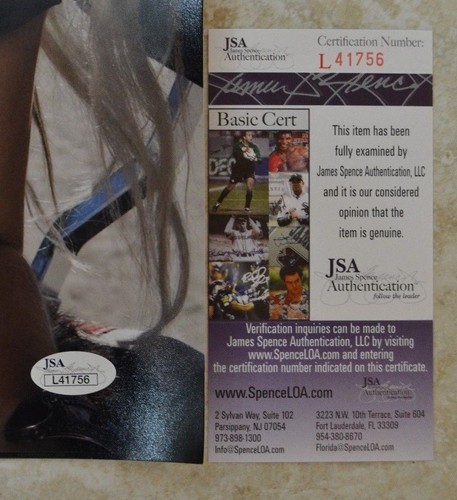 JSA
James Spence
Authentication
Certification Number:
L41756
James Spence
Basic Cert
This item has been
fully examined by
James Spence Authentication, LLC
and it is our considered
opinion that the
item is genuine.
JSA
James Spence
Authentication
follow the leader
Verification inquiries can be made to
James Spence Authentication, LLC by visiting
www.SpenceLOA.com and entering
the certification number indicated on this certificate.
www.SpenceLOA.com
JSA
2 Sylvan Way, Suite 102
Parsippany, NJ 07054
973-898-1300
Info@SpenceLOA.com
3223 N.W. 10th Terrace, Suite 604
Fort Lauderdale, FL 33309
954-380-8670
Florida@SpenceLOA.com
JSA
L41756